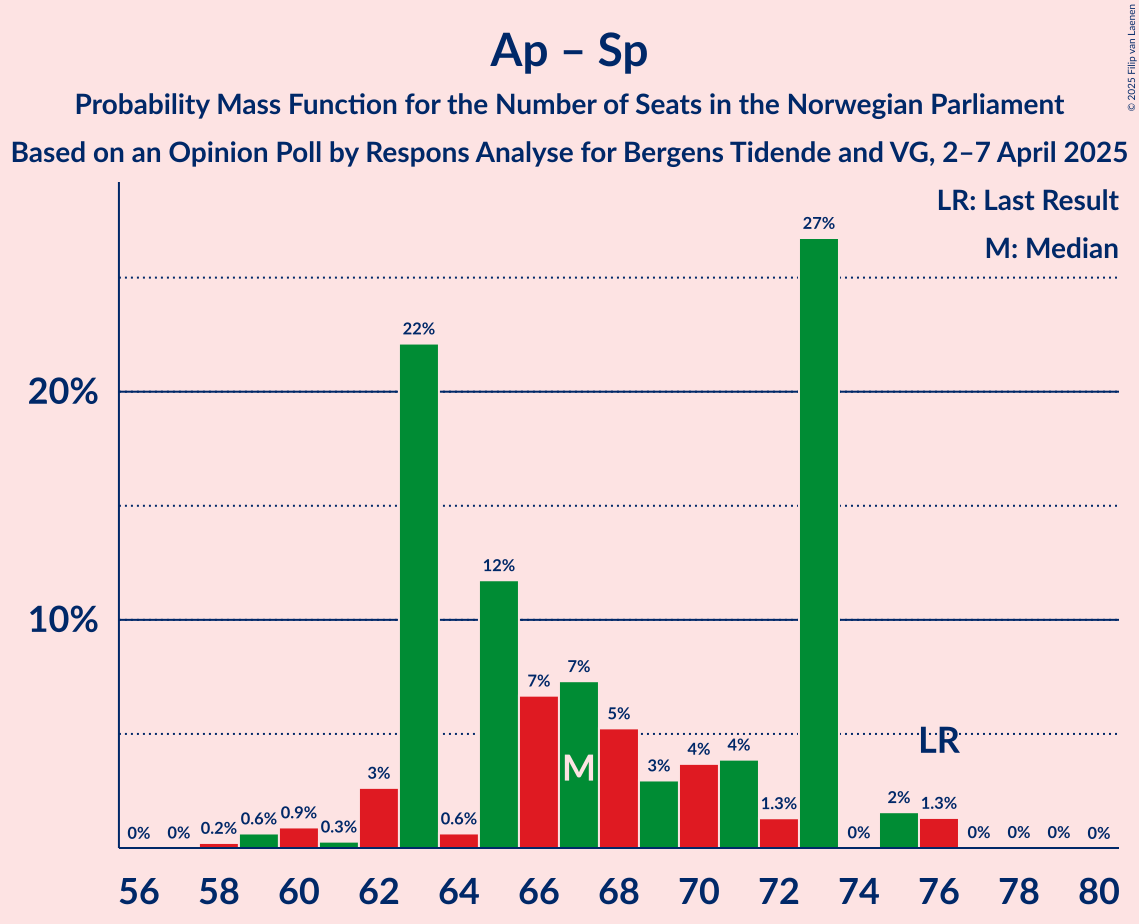 Ap – Sp
Probability Mass Function for the Number of Seats in the Norwegian Parliament
Based on an Opinion Poll by Respons Analyse for Bergens Tidende and VG, 2–7 April 2025
© 2025 Filip van Laenen
LR: Last Result
M: Median
20%
10%
0% 0% 0.2% 0.6% 0.9% 0.3% 3% 22% 0.6% 12% 7% 7% 5% 3% 4% 4% 1.3% 27% 0% 2% 1.3% 0% 0% 0% 0%
M
LR
56 58 60 62 64 66 68 70 72 74 76 78 80